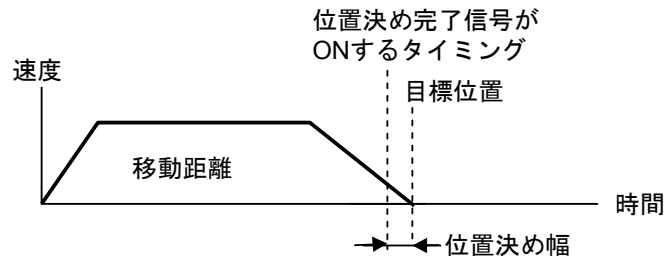 位置決め完了信号が
ONするタイミング
速度
目標位置
移動距離
時間
位置決め幅